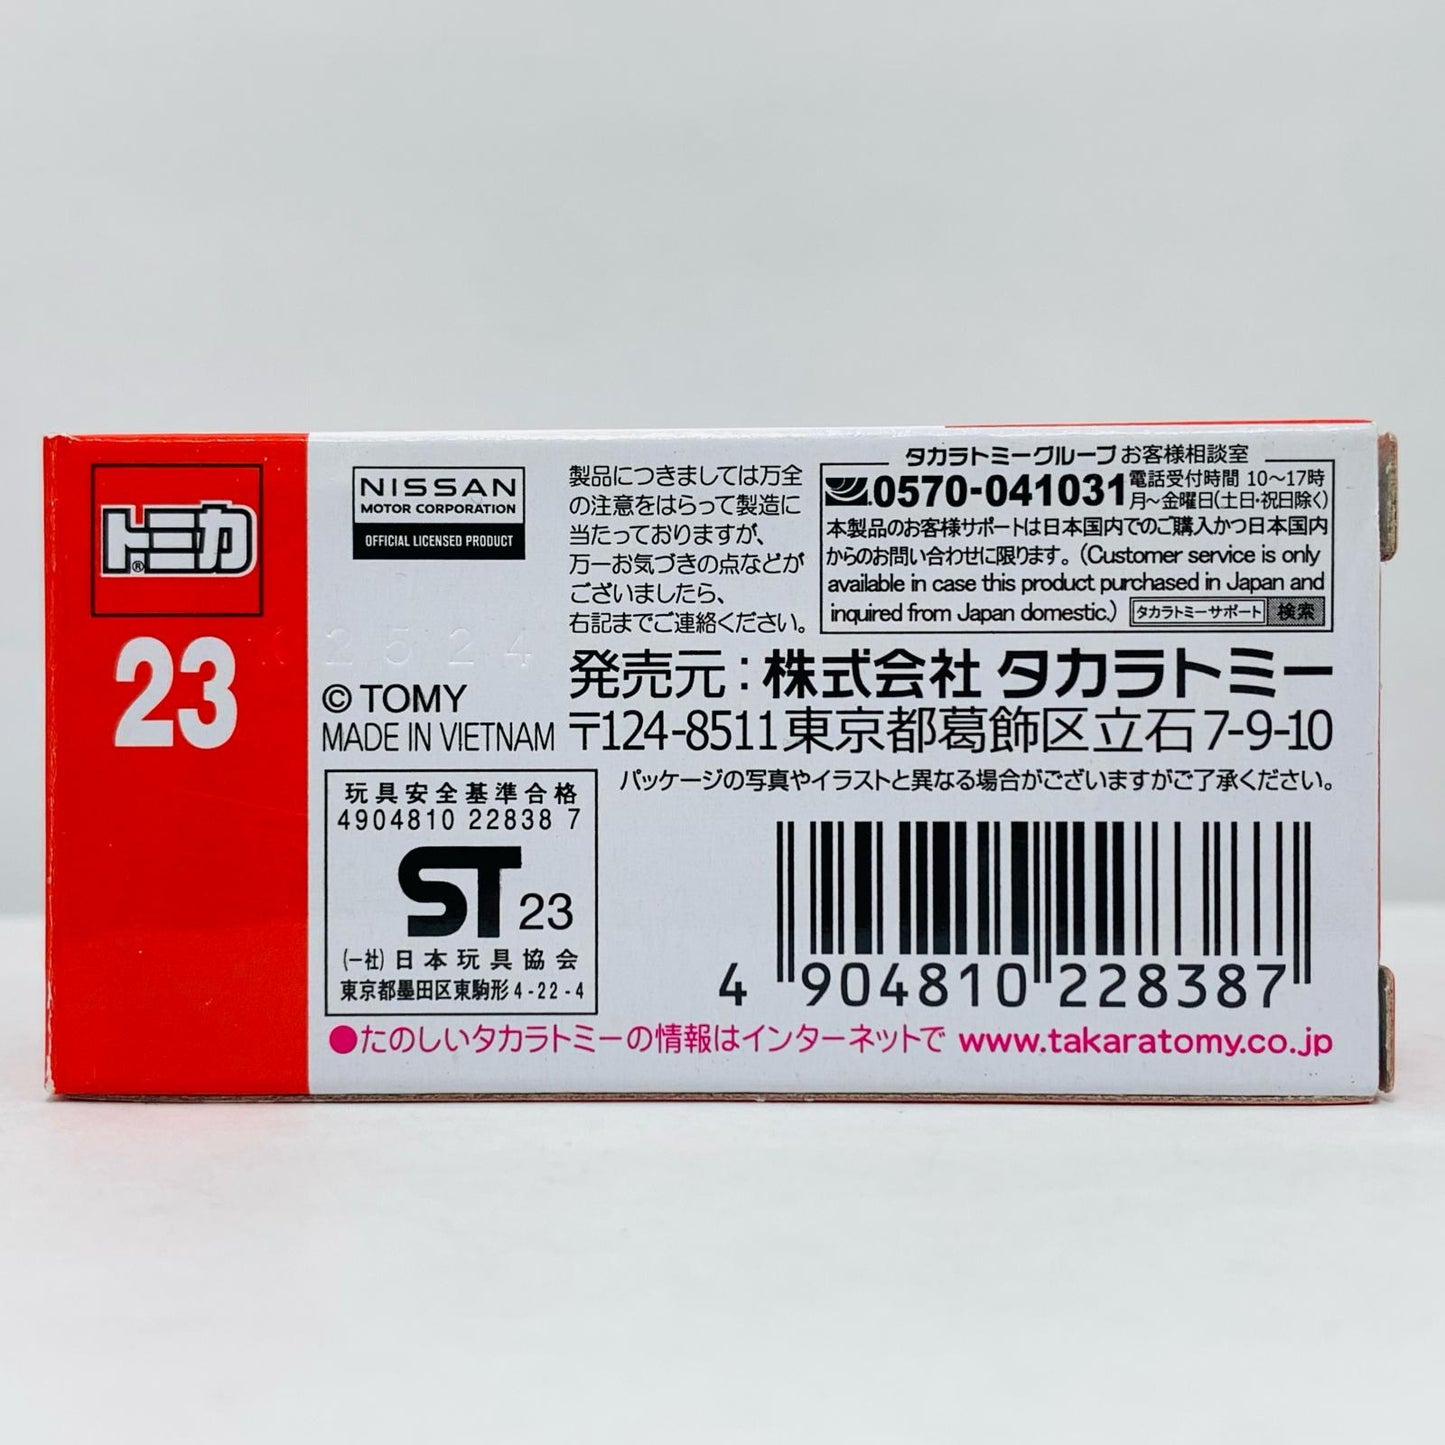 トミカ®
23
NISSAN
MOTOR CORPORATION
OFFICIAL LICENSED PRODUCT
製品につきましては万全
の注意をはらって製造に
当たっておりますが、
万一お気づきの点などが
ございましたら、
右記までご連絡ください。
タカラトミーグループ お客様相談室
0570-041031 電話受付時間 10〜17時
月〜金曜日(土日・祝日除く)
本製品のお客様サポートは日本国内でのご購入かつ日本国内
からのお問い合わせに限ります。(Customer service is only
available in case this product purchased in Japan and
inquired from Japan domestic.) タカラトミーサポート 検索
K2524
© TOMY
MADE IN VIETNAM
発売元:株式会社 タカラトミー
〒124-8511 東京都葛飾区立石7-9-10
パッケージの写真やイラストと異なる場合がございますがご了承ください。
玩具安全基準合格
4904810 22838 7
ST 23
(一社) 日本玩具協会
東京都墨田区東駒形4-22-4
4 904810 228387
●たのしいタカラトミーの情報はインターネットで www.takaratomy.co.jp